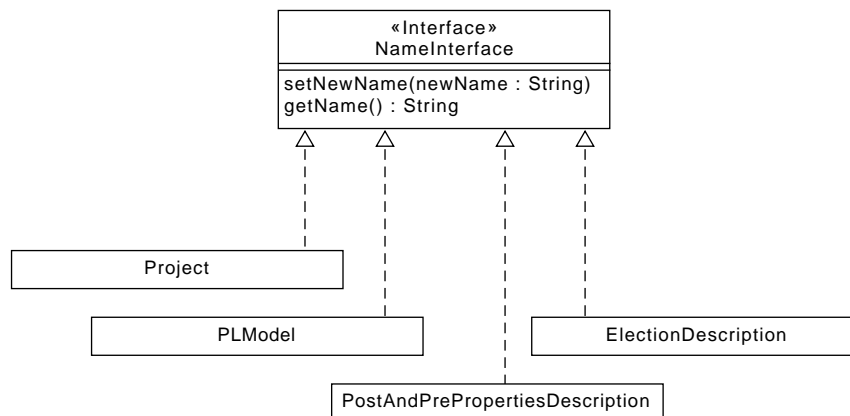 «Interface»
NameInterface
setNewName(newName : String)
getName() : String
Project
PLModel
ElectionDescription
PostAndPrePropertiesDescription